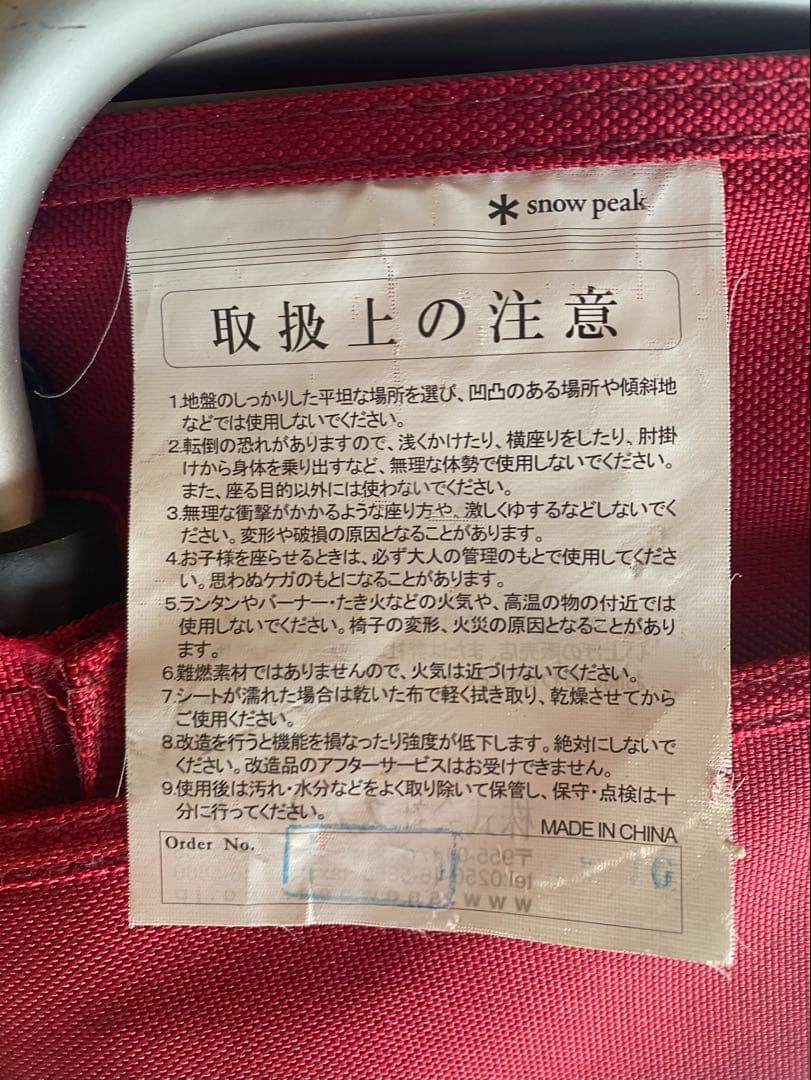 snow peak
取扱上の注意
1.地盤のしっかりした平坦な場所を選び、凹凸のある場所や傾斜地
などでは使用しないでください。
2.転倒の恐れがありますので、浅くかけたり、横座りをしたり、肘掛
けから身体を乗り出すなど、無理な体勢で使用しないでください。
また、座る目的以外には使わないでください。
3.無理な衝撃がかかるような座り方や、激しくゆするなどしないでく
ださい。変形や破損の原因となることがあります。
4.お子様を座らせるときは、必ず大人の管理のもとで使用してくださ
い。思わぬケガのもとになることがあります。
5.ランタンやバーナー・たき火などの火気や、高温の物の付近では
使用しないでください。椅子の変形、火災の原因となることがあり
ます。
6.難燃素材ではありませんので、火気は近づけないでください。
7.シートが濡れた場合は乾いた布で軽く拭き取り、乾燥させてから
ご使用ください。
8.改造を行うと機能を損なったり強度が低下します。絶対にしないで
ください。改造品のアフターサービスはお受けできません。
9.使用後は汚れ・水分などをよく取り除いて保管し、保守・点検は十
分に行ってください。
MADE IN CHINA
Order No.